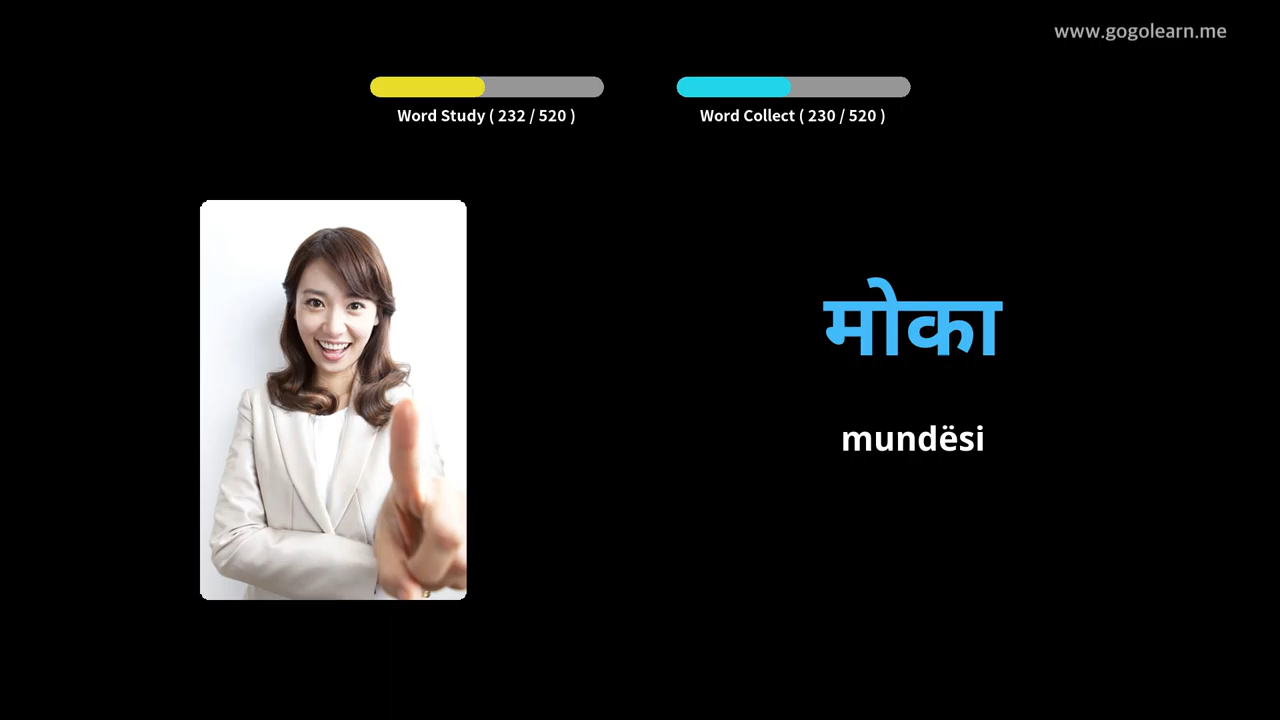 www.gogolearn.me
Word Study ( 232 / 520 )
Word Collect ( 230 / 520 )
मोका
mundësi